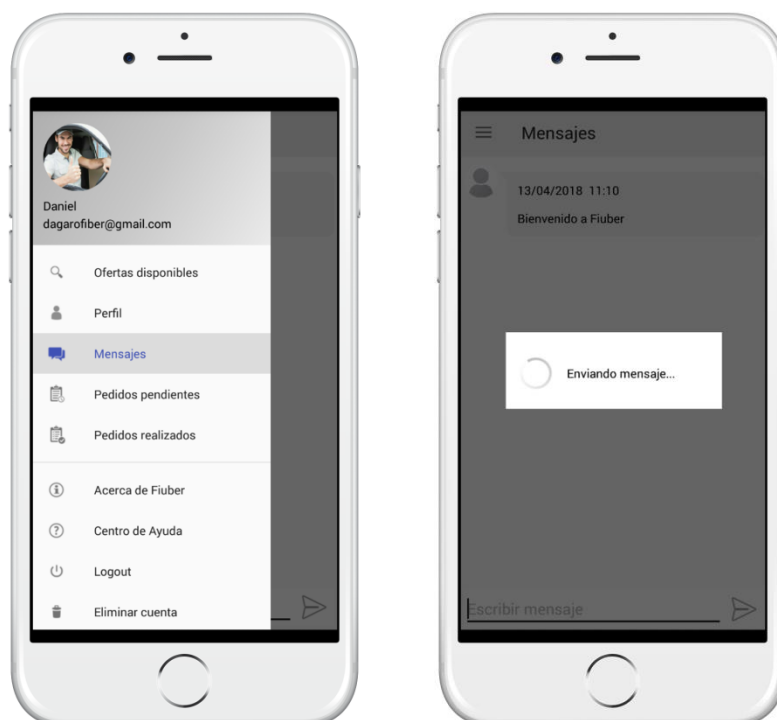 Daniel
dagarofiber@gmail.com
Ofertas disponibles
Perfil
Mensajes
Pedidos pendientes
Pedidos realizados
Acerca de Fiuber
Centro de Ayuda
Logout
Eliminar cuenta
Mensajes
13/04/2018 11:10
Bienvenido a Fiuber
Enviando mensaje...
Escribir mensaje